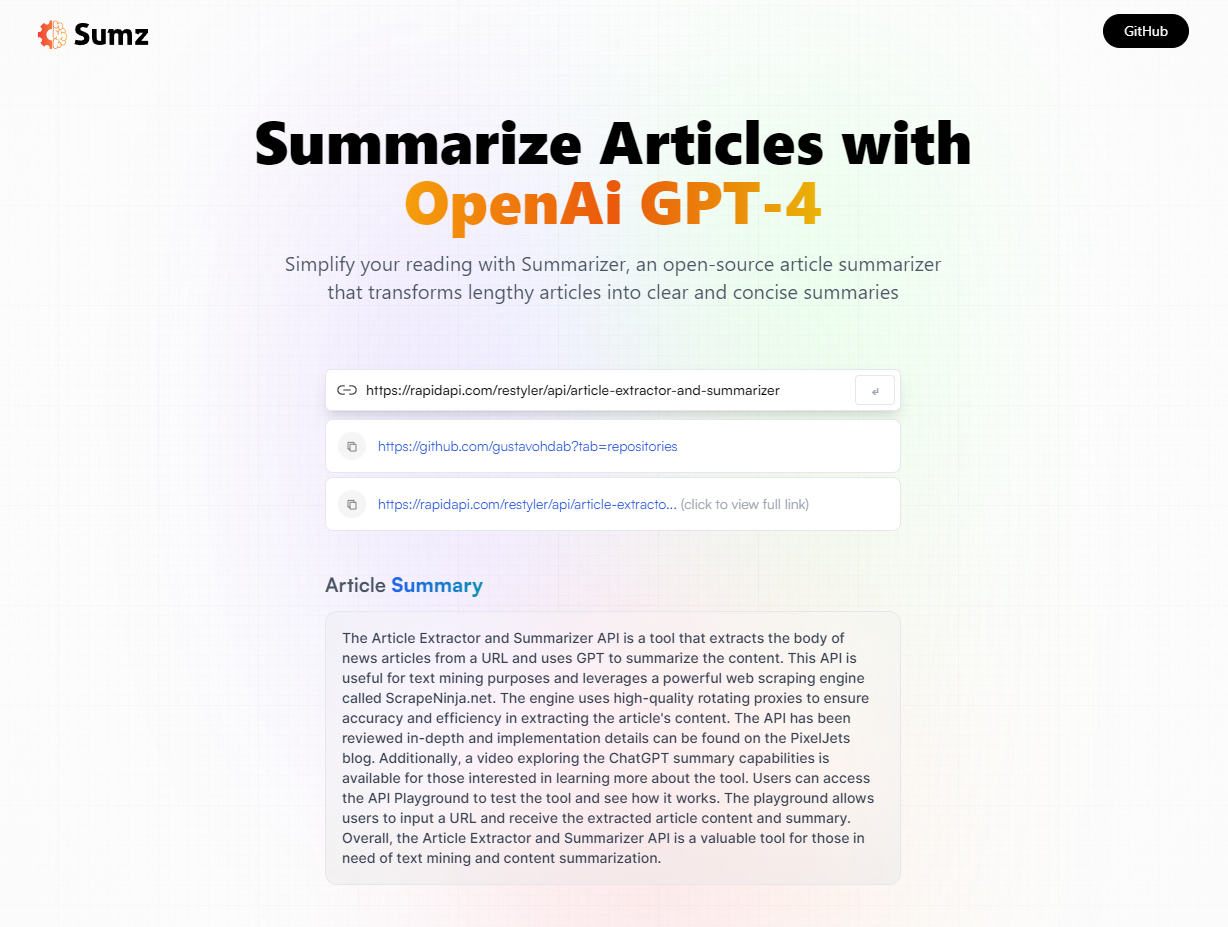 Sumz
GitHub
Summarize Articles with
OpenAi GPT-4
Simplify your reading with Summarizer, an open-source article summarizer
that transforms lengthy articles into clear and concise summaries
https://rapidapi.com/restyler/api/article-extractor-and-summarizer
https://github.com/gustavohdab?tab=repositories
https://rapidapi.com/restyler/api/article-extracto... (click to view full link)
Article Summary
The Article Extractor and Summarizer API is a tool that extracts the body of
news articles from a URL and uses GPT to summarize the content. This API is
useful for text mining purposes and leverages a powerful web scraping engine
called ScrapeNinja.net. The engine uses high-quality rotating proxies to ensure
accuracy and efficiency in extracting the article's content. The API has been
reviewed in-depth and implementation details can be found on the PixelJets
blog. Additionally, a video exploring the ChatGPT summary capabilities is
available for those interested in learning more about the tool. Users can access
the API Playground to test the tool and see how it works. The playground allows
users to input a URL and receive the extracted article content and summary.
Overall, the Article Extractor and Summarizer API is a valuable tool for those in
need of text mining and content summarization.